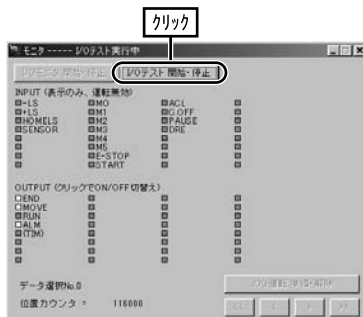 クリック
モニタ ----- I/Oテスト実行中
I/Oモニタ 開始・停止 I/Oテスト 開始・停止
INPUT (表示のみ、運転無効)
-LS M0 ACL
+LS M1 C.OFF
HOMELS M2 PAUSE
SENSOR M3 DRE
M4
M5
E-STOP
START
OUTPUT (クリックでON/OFF切替え)
END
MOVE
RUN
ALM
(TIM)
データ選択No.0
位置カウンタ = 116000
<< < > >>